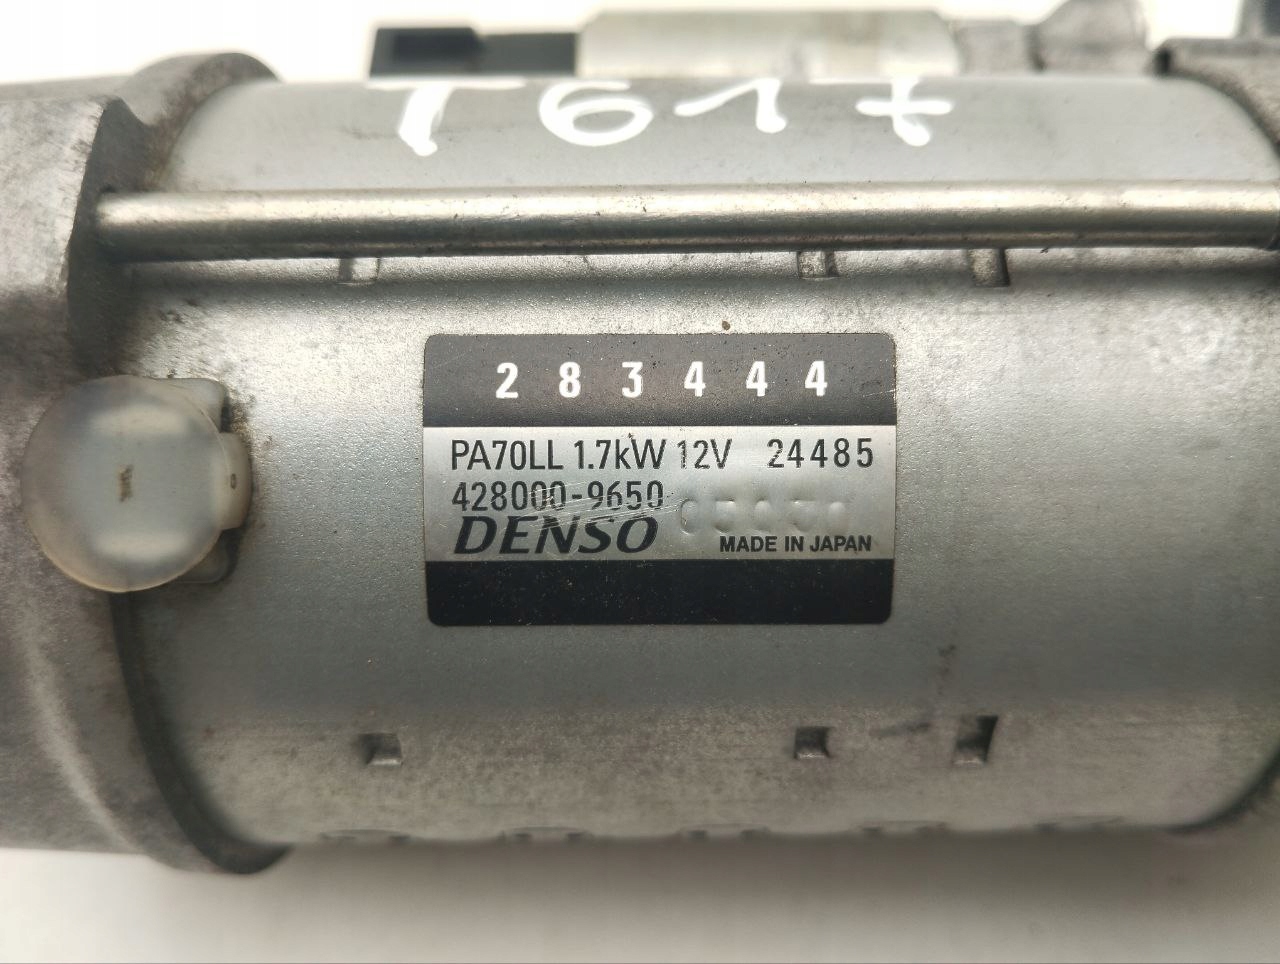 T617
283444
PA70LL 1.7kW 12V 24485
428000-9650
DENSO
MADE IN JAPAN